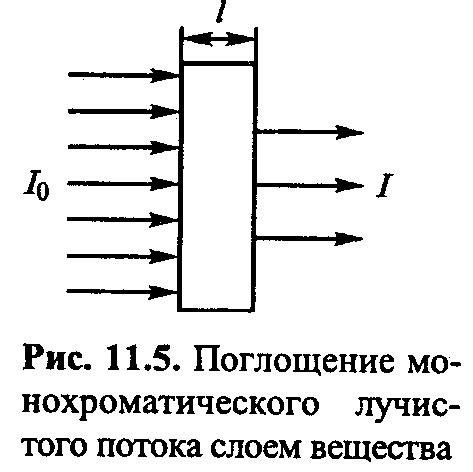 l
I₀
I
Рис. 11.5. Поглощение мо-
нохроматического лучис-
того потока слоем вещества